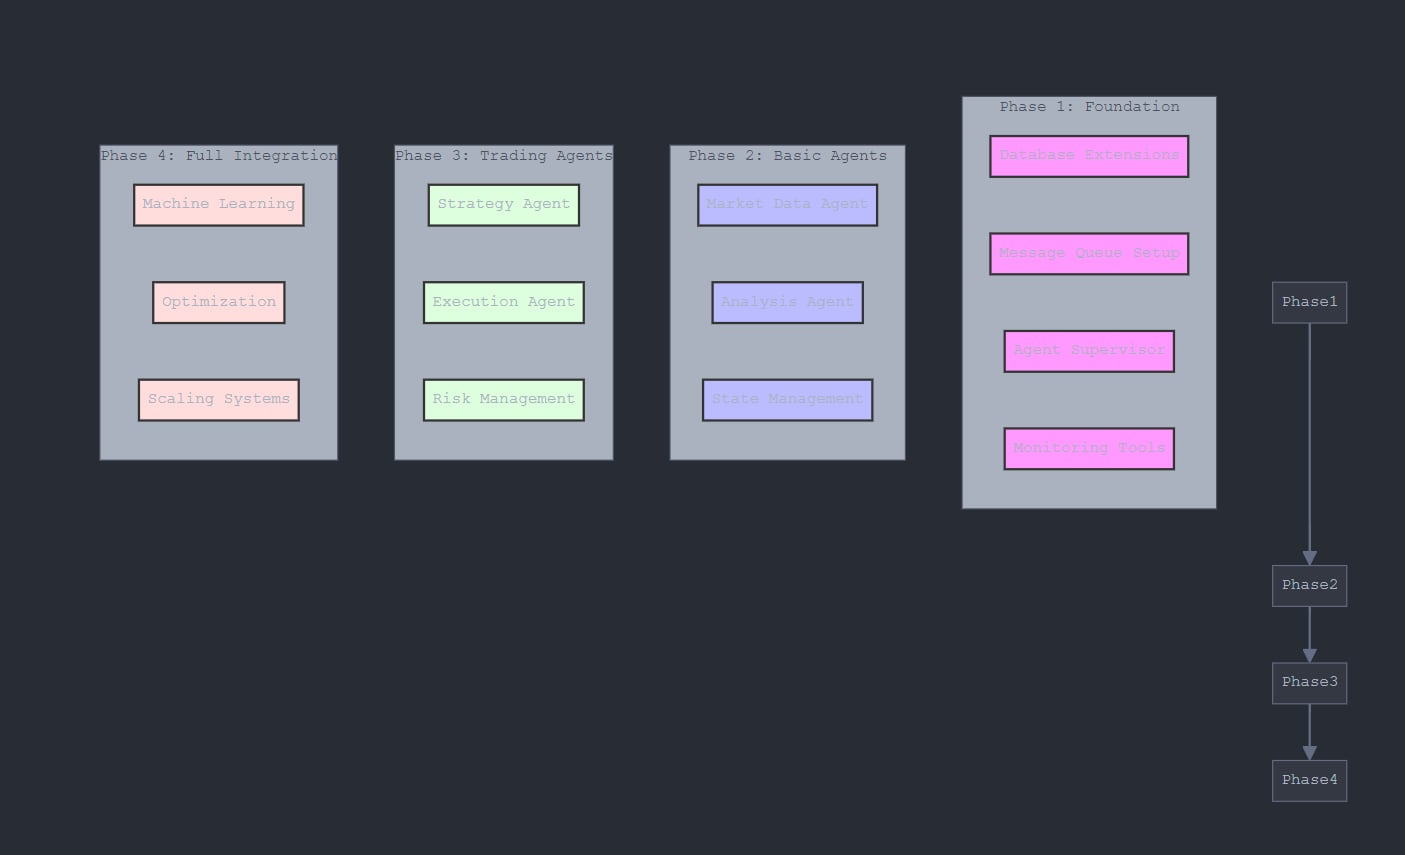 Phase 4: Full Integration
Machine Learning
Optimization
Scaling Systems
Phase 3: Trading Agents
Strategy Agent
Execution Agent
Risk Management
Phase 2: Basic Agents
Market Data Agent
Analysis Agent
State Management
Phase 1: Foundation
Database Extensions
Message Queue Setup
Agent Supervisor
Monitoring Tools
Phase1
Phase2
Phase3
Phase4